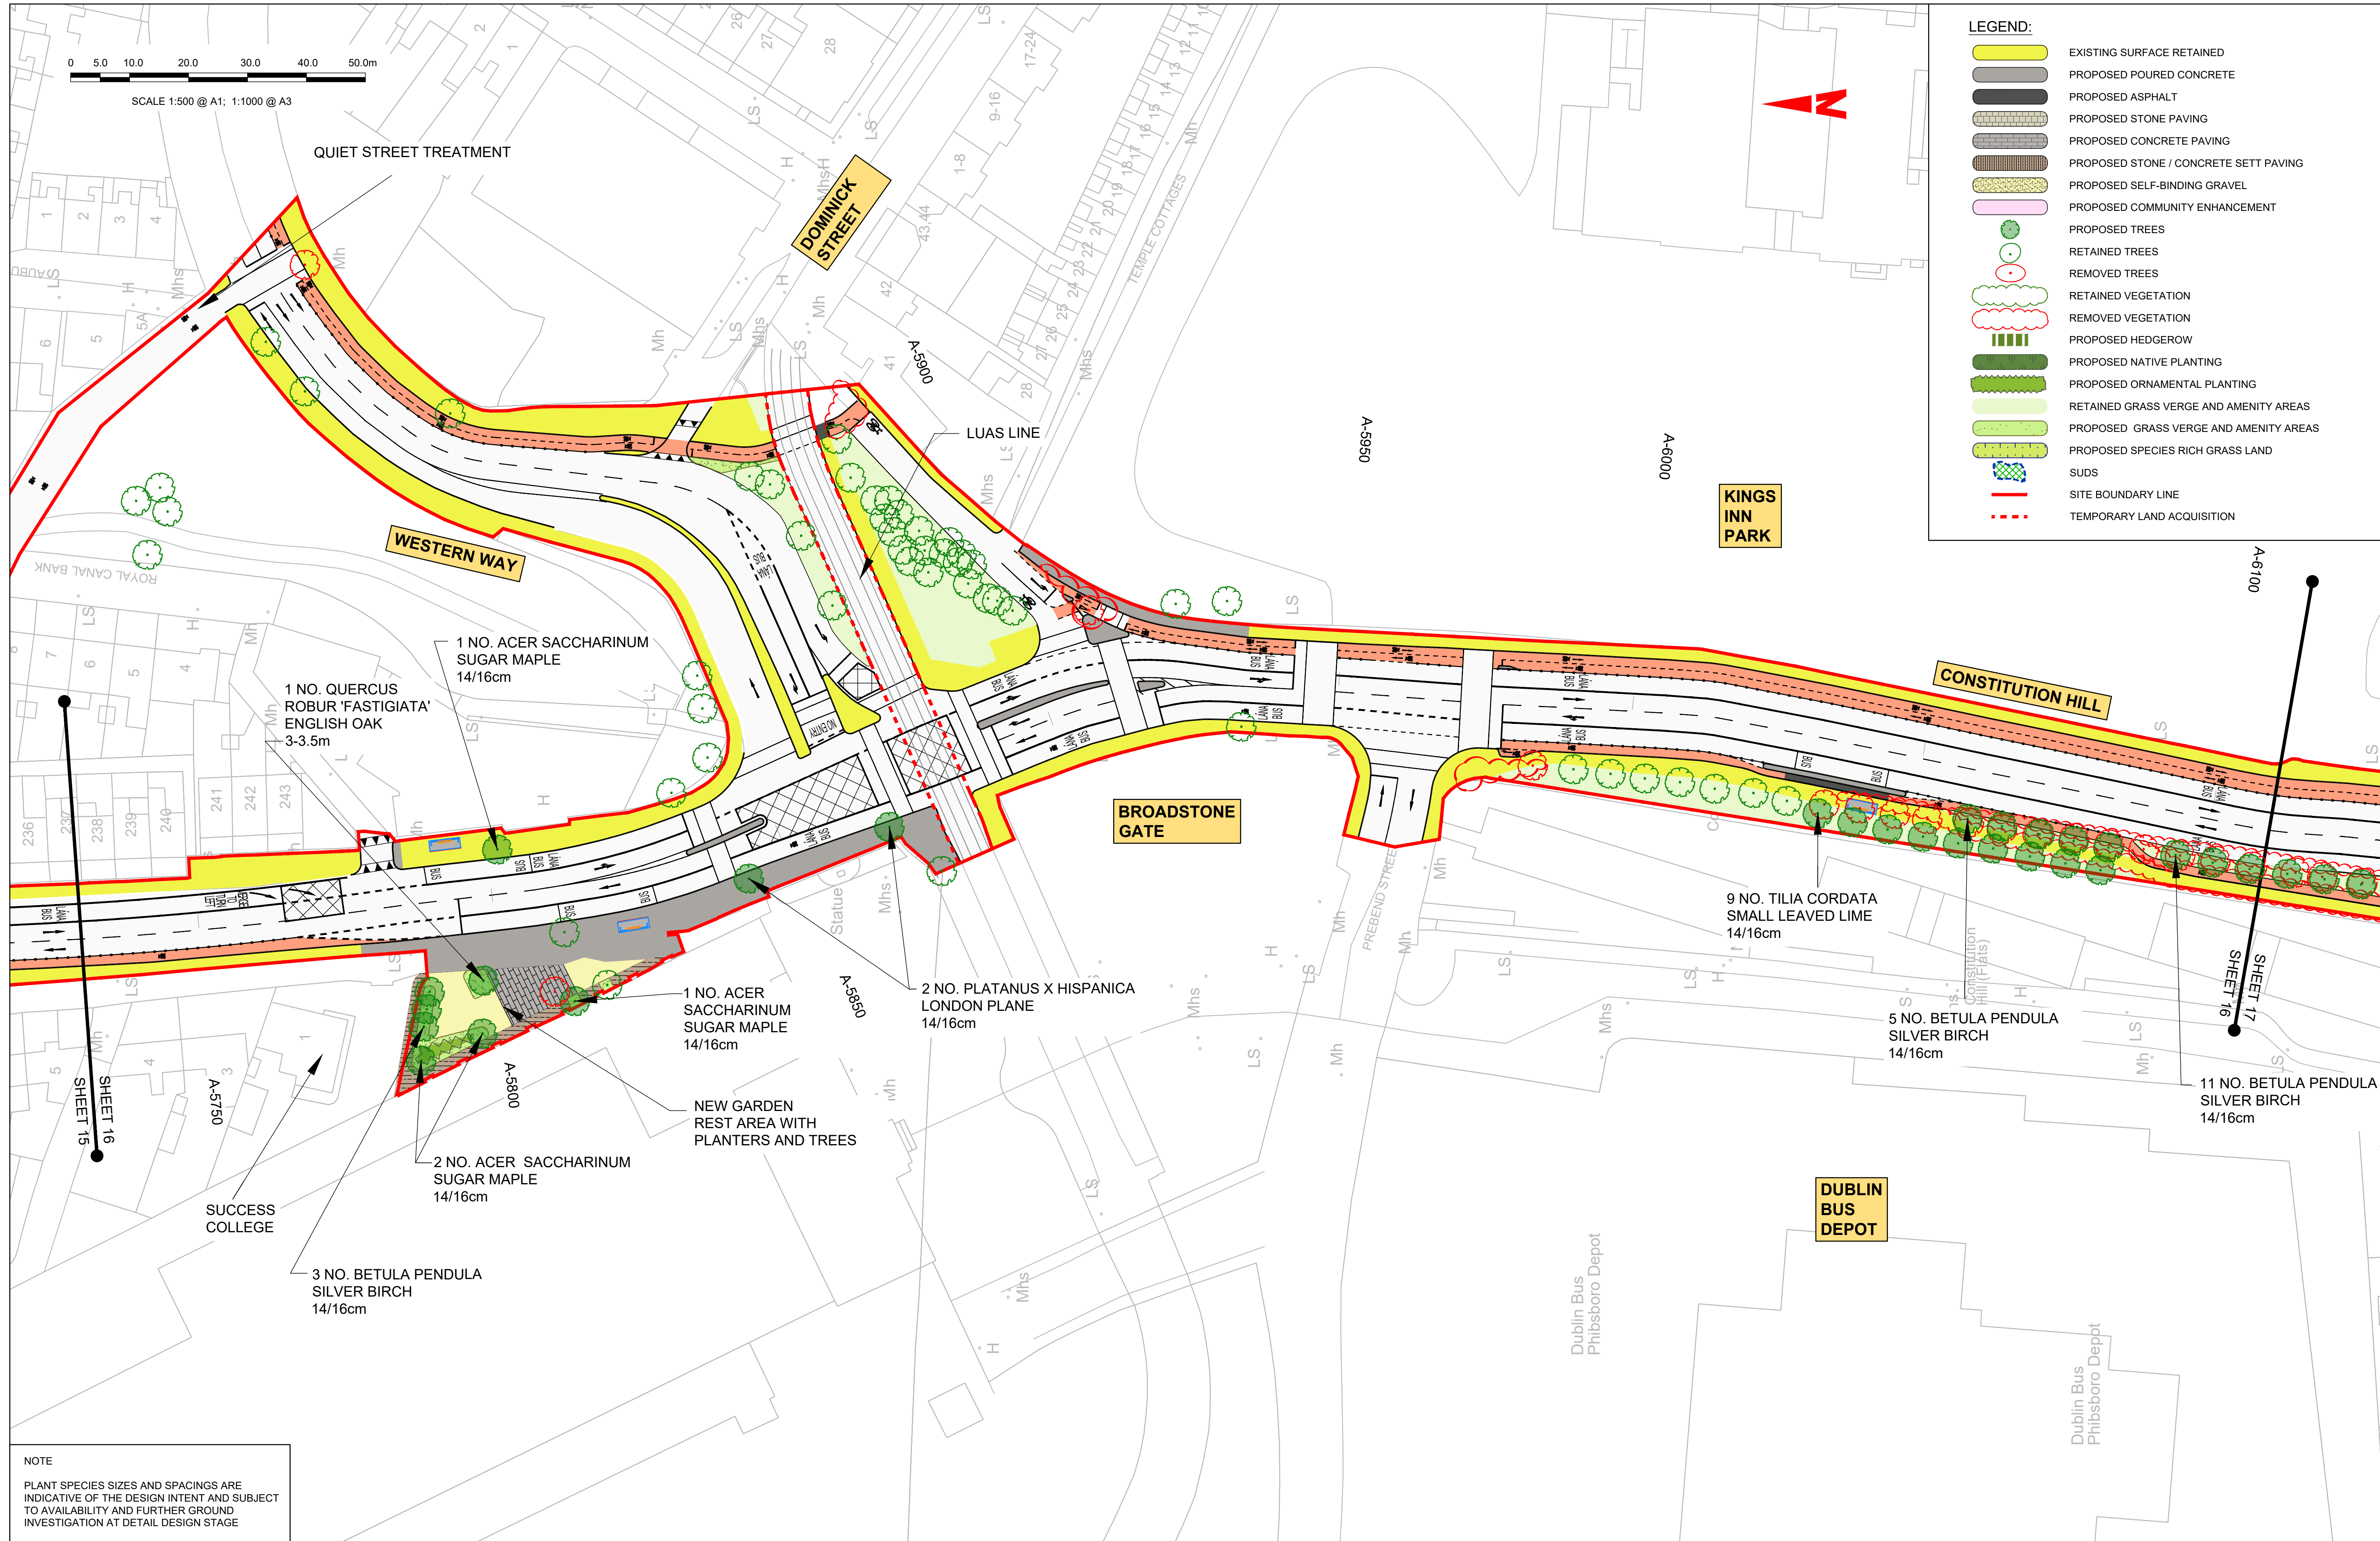 0 5.0 10.0 20.0 30.0 40.0 50.0m
SCALE 1:500 @ A1; 1:1000 @ A3
QUIET STREET TREATMENT
DOMINICK
STREET
TEMPLE COTTAGES
LUAS LINE
A-5900
A-5950
A-6000
A-6100
KINGS
INN
PARK
WESTERN WAY
ROYAL CANAL BANK
CONSTITUTION HILL
1 NO. ACER SACCHARINUM
SUGAR MAPLE
14/16cm
1 NO. QUERCUS
ROBUR 'FASTIGIATA'
ENGLISH OAK
3-3.5m
NO ENTRY
LÁNA
BUS
BROADSTONE
GATE
PREBEND STREET
Statue
9 NO. TILIA CORDATA
SMALL LEAVED LIME
14/16cm
Constitution
Hill (Flats)
2 NO. PLATANUS X HISPANICA
LONDON PLANE
14/16cm
1 NO. ACER
SACCHARINUM
SUGAR MAPLE
14/16cm
A-5850
A-5800
A-5750
SHEET 16
SHEET 15
SHEET 17
SHEET 16
5 NO. BETULA PENDULA
SILVER BIRCH
14/16cm
11 NO. BETULA PENDULA
SILVER BIRCH
14/16cm
NEW GARDEN
REST AREA WITH
PLANTERS AND TREES
2 NO. ACER SACCHARINUM
SUGAR MAPLE
14/16cm
SUCCESS
COLLEGE
3 NO. BETULA PENDULA
SILVER BIRCH
14/16cm
DUBLIN
BUS
DEPOT
Dublin Bus
Phibsboro Depot
Dublin Bus
Phibsboro Depot
NOTE
PLANT SPECIES SIZES AND SPACINGS ARE
INDICATIVE OF THE DESIGN INTENT AND SUBJECT
TO AVAILABILITY AND FURTHER GROUND
INVESTIGATION AT DETAIL DESIGN STAGE
LEGEND:
EXISTING SURFACE RETAINED
PROPOSED POURED CONCRETE
PROPOSED ASPHALT
PROPOSED STONE PAVING
PROPOSED CONCRETE PAVING
PROPOSED STONE / CONCRETE SETT PAVING
PROPOSED SELF-BINDING GRAVEL
PROPOSED COMMUNITY ENHANCEMENT
PROPOSED TREES
RETAINED TREES
REMOVED TREES
RETAINED VEGETATION
REMOVED VEGETATION
PROPOSED HEDGEROW
PROPOSED NATIVE PLANTING
PROPOSED ORNAMENTAL PLANTING
RETAINED GRASS VERGE AND AMENITY AREAS
PROPOSED GRASS VERGE AND AMENITY AREAS
PROPOSED SPECIES RICH GRASS LAND
SUDS
SITE BOUNDARY LINE
TEMPORARY LAND ACQUISITION
N